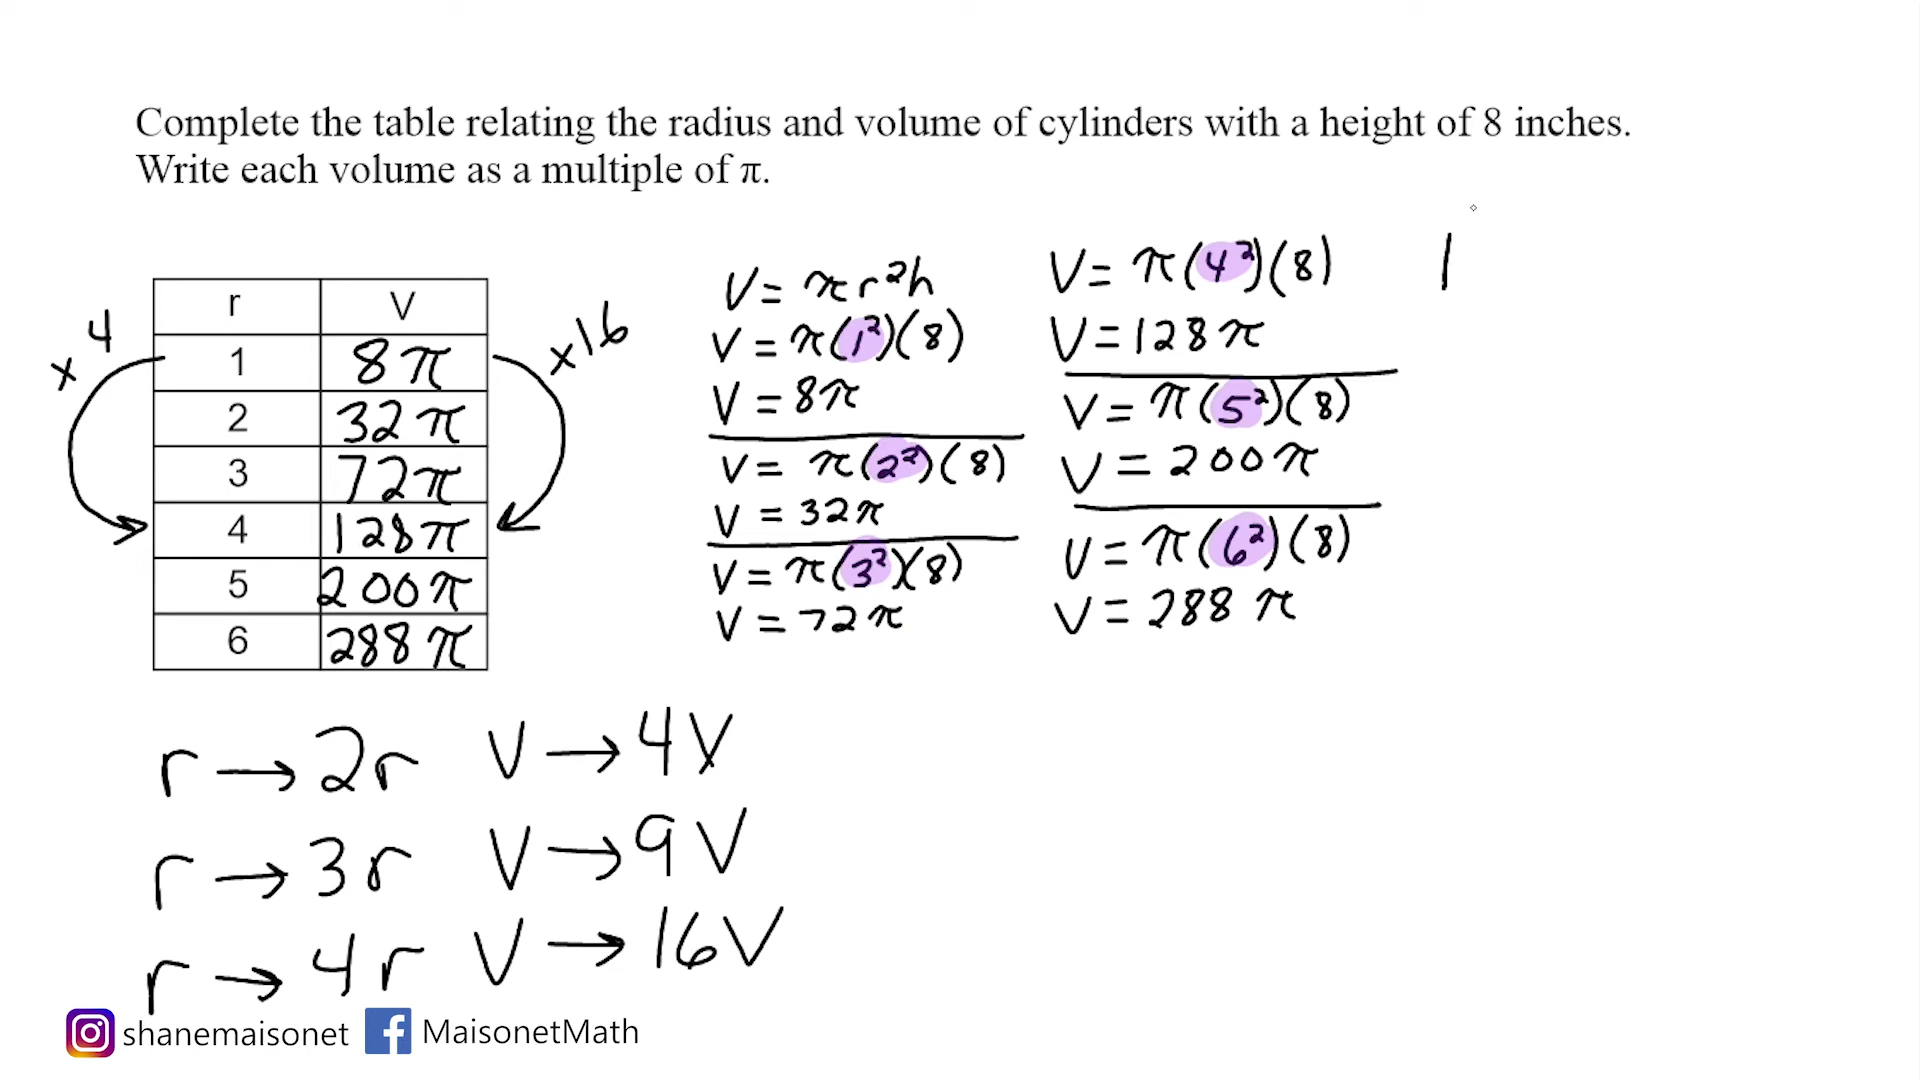 Complete the table relating the radius and volume of cylinders with a height of 8 inches.
Write each volume as a multiple of π.
r V
1 8π
2 32π
3 72π
4 128π
5 200π
6 288π
x4
x16
V = πr²h
V = π(1²)(8)
V = 8π
V = π(2²)(8)
V = 32π
V = π(3²)(8)
V = 72π
V = π(4²)(8)
V = 128π
V = π(5²)(8)
V = 200π
V = π(6²)(8)
V = 288π
1
r → 2r V → 4V
r → 3r V → 9V
r → 4r V → 16V
shanemaisonet MaisonetMath